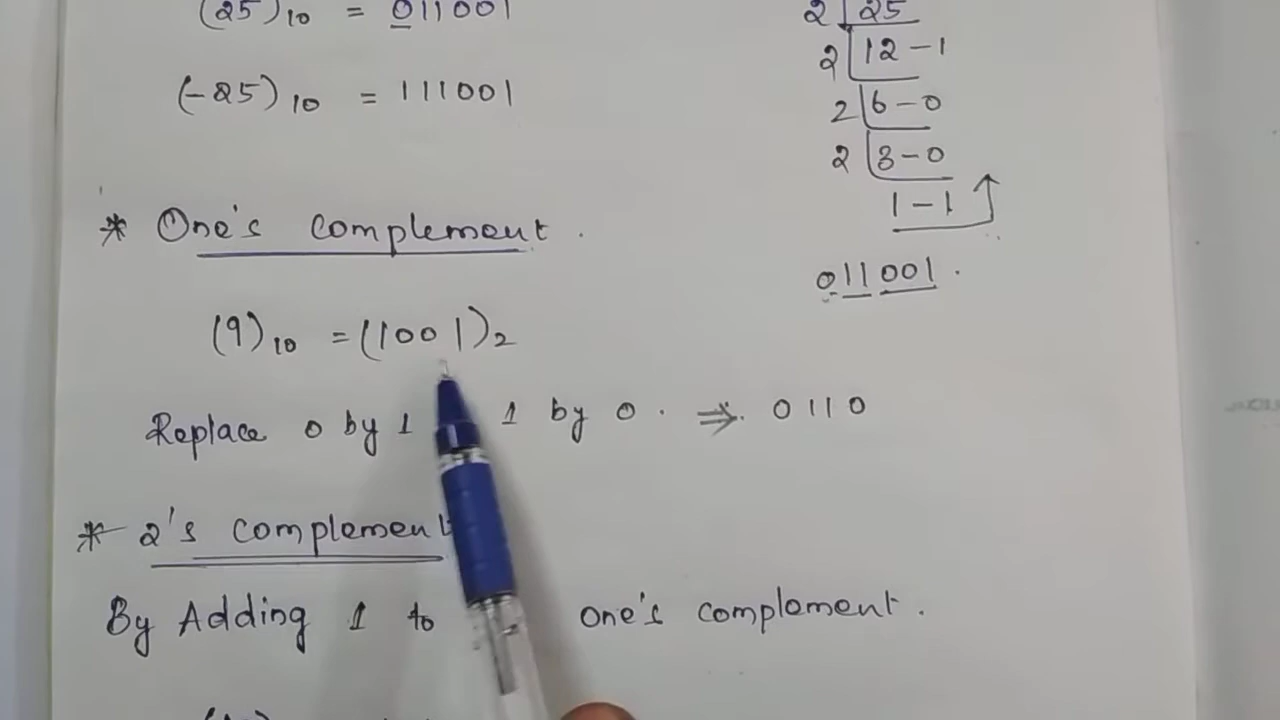 (25)10 = 011001
(-25)10 = 111001
* One's complement.
(9)10 = (1001)2
Replace 0 by 1 1 by 0. ⇒ 0110
* 2's complement
By Adding 1 to one's complement.
2 25
2 12 - 1
2 6 - 0
2 3 - 0
1 - 1
011001.